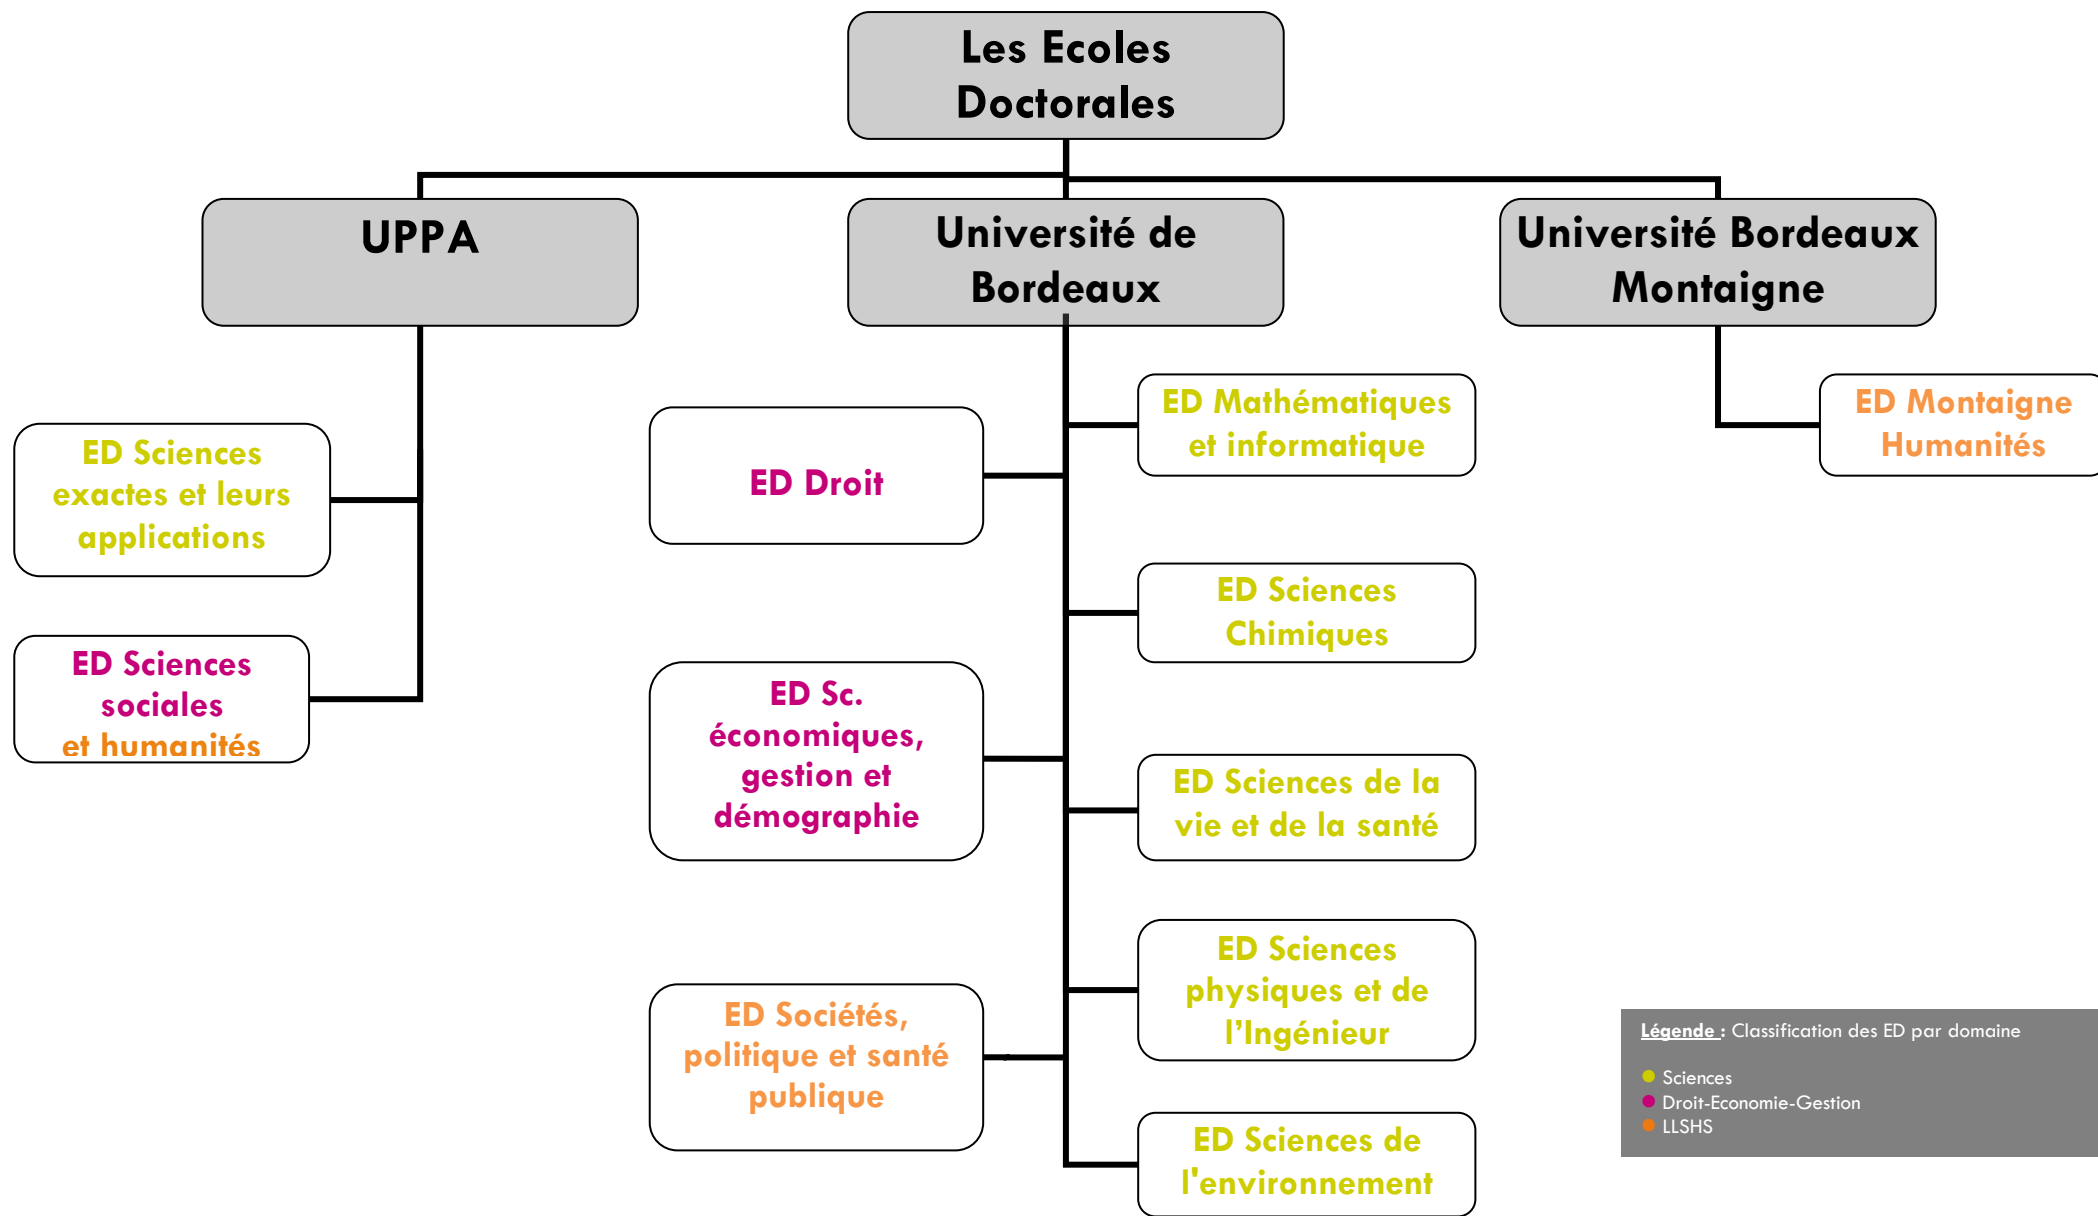 Les Ecoles
Doctorales
UPPA
Université de
Bordeaux
Université Bordeaux
Montaigne
ED Sciences
exactes et leurs
applications
ED Sciences
sociales
et humanités
ED Droit
ED Sc.
économiques,
gestion et
démographie
ED Sociétés,
politique et santé
publique
ED Mathématiques
et informatique
ED Sciences
Chimiques
ED Sciences de la
vie et de la santé
ED Sciences
physiques et de
l’Ingénieur
ED Sciences de
l'environnement
ED Montaigne
Humanités
Légende : Classification des ED par domaine
Sciences
Droit-Economie-Gestion
LLSHS